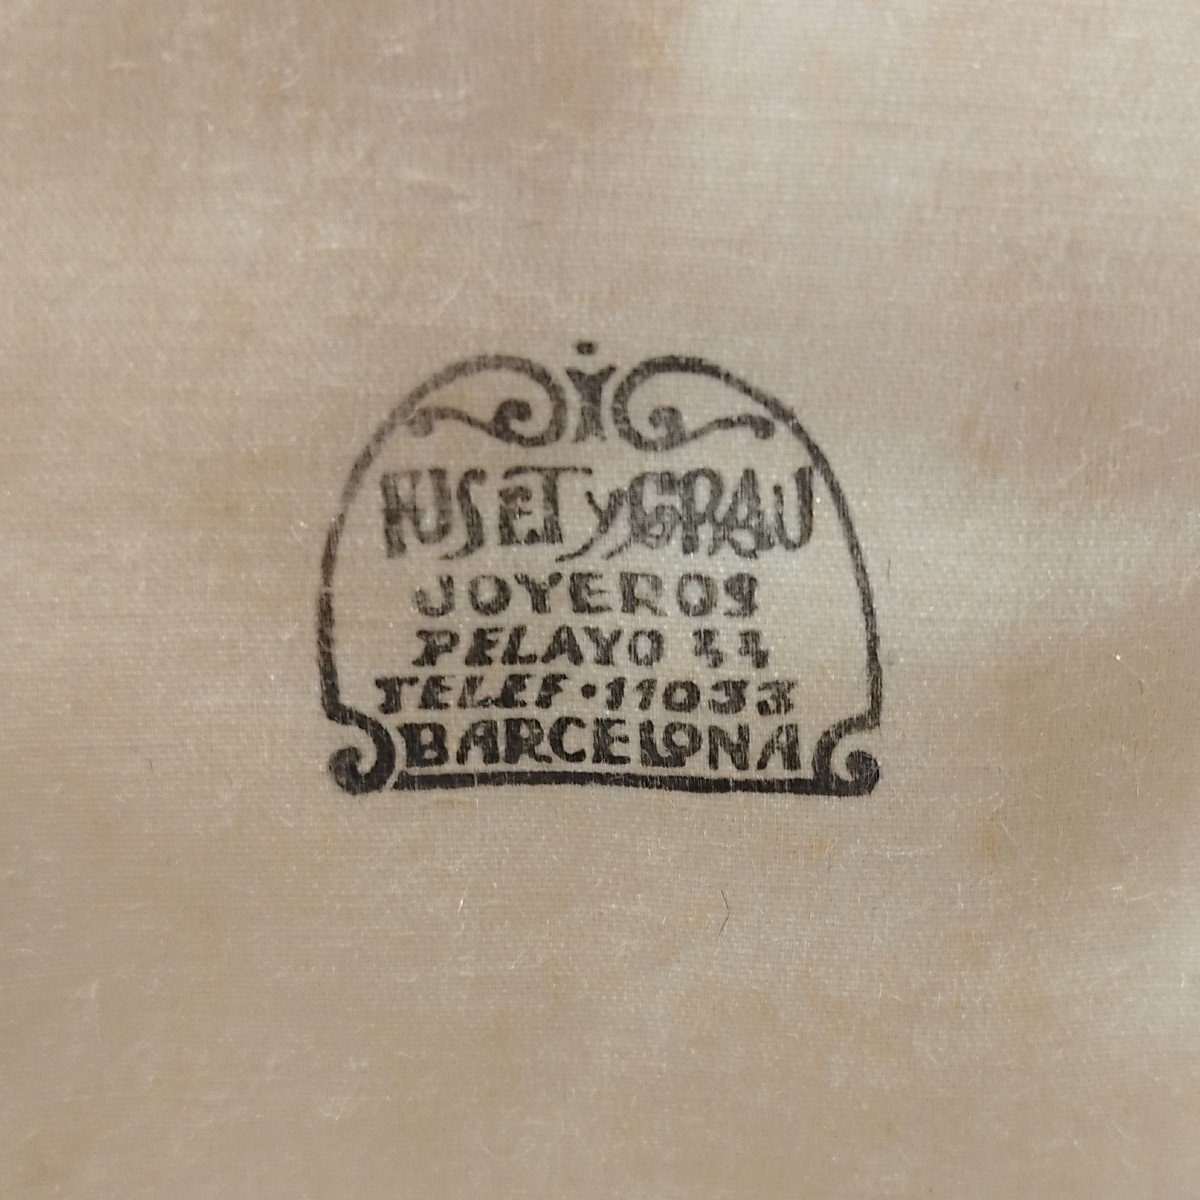 FUSET y GRAU
JOYEROS
PELAYO 44
TELEF · 11033
BARCELONA